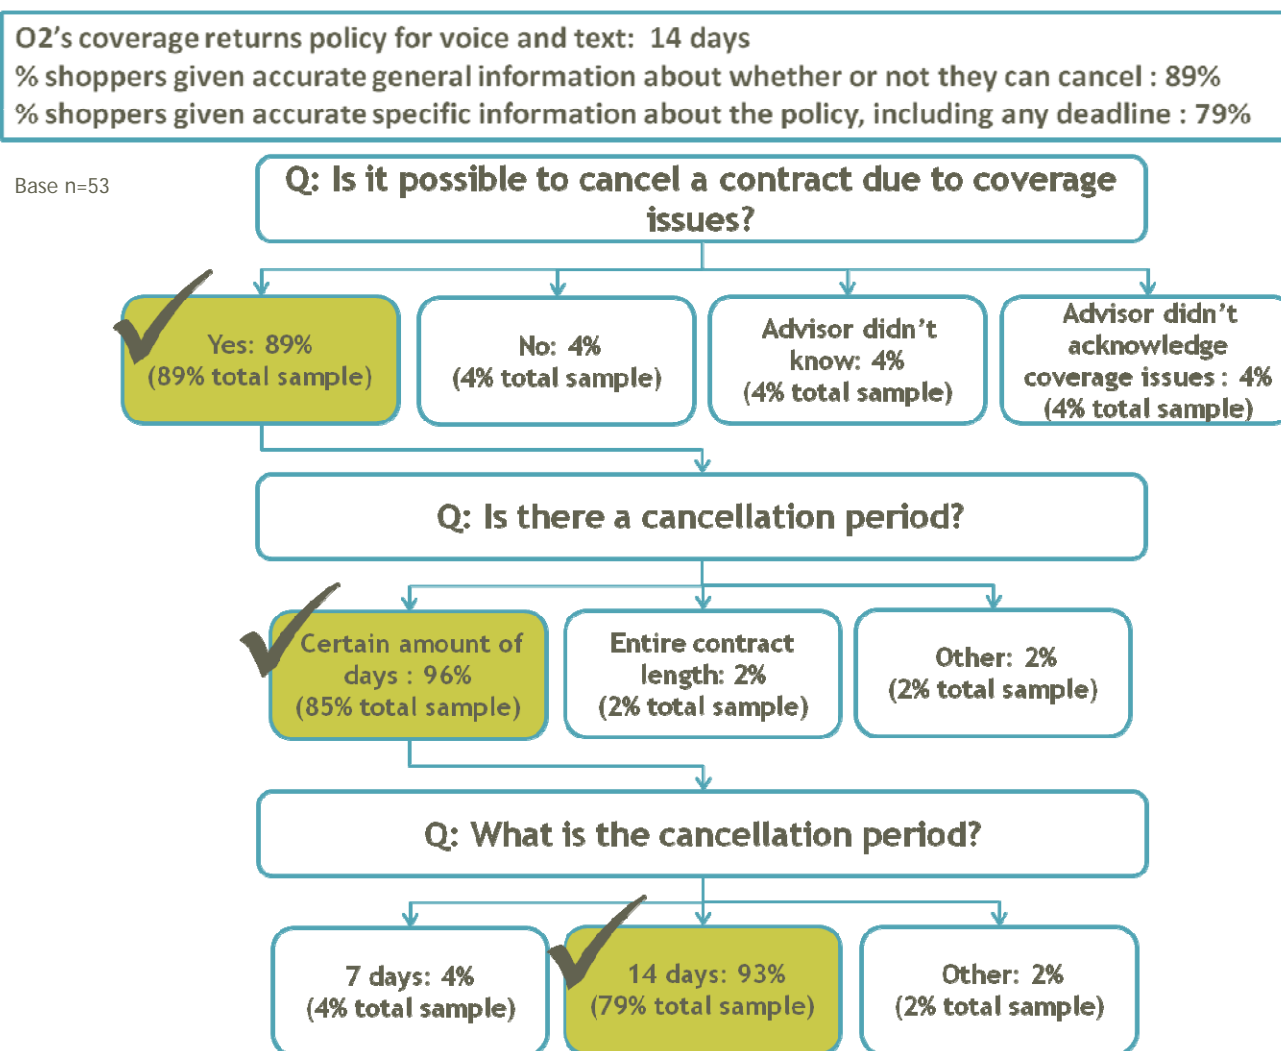 O2's coverage returns policy for voice and text: 14 days
% shoppers given accurate general information about whether or not they can cancel : 89%
% shoppers given accurate specific information about the policy, including any deadline : 79%
Base n=53
Q: Is it possible to cancel a contract due to coverage
issues?
Yes: 89%
(89% total sample)
No: 4%
(4% total sample)
Advisor didn't
know: 4%
(4% total sample)
Advisor didn't
acknowledge
coverage issues : 4%
(4% total sample)
Q: Is there a cancellation period?
Certain amount of
days : 96%
(85% total sample)
Entire contract
length: 2%
(2% total sample)
Other: 2%
(2% total sample)
Q: What is the cancellation period?
7 days: 4%
(4% total sample)
14 days: 93%
(79% total sample)
Other: 2%
(2% total sample)